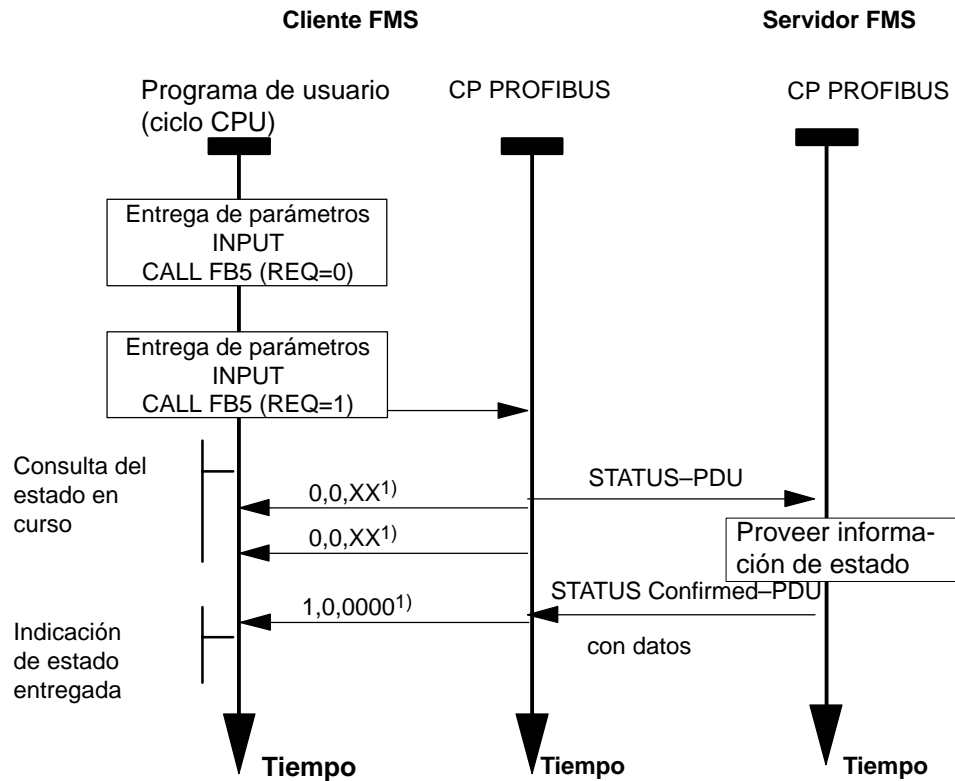 Cliente FMS
Servidor FMS
Programa de usuario
(ciclo CPU)
CP PROFIBUS
CP PROFIBUS
Entrega de parámetros
INPUT
CALL FB5 (REQ=0)
Entrega de parámetros
INPUT
CALL FB5 (REQ=1)
Consulta del
estado en
curso
0,0,XX1)
STATUS–PDU
0,0,XX1)
Proveer informa-
ción de estado
STATUS Confirmed–PDU
1,0,00001)
con datos
Indicación
de estado
entregada
Tiempo
Tiempo
Tiempo